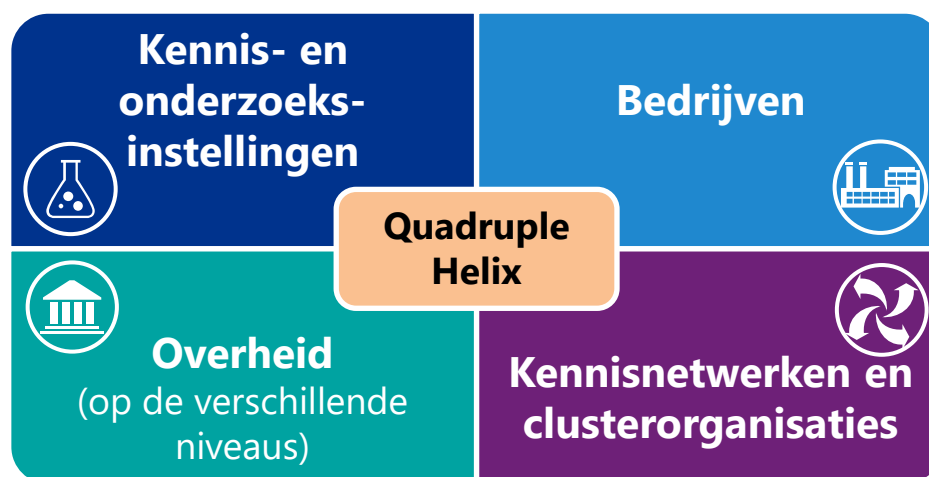 Kennis- en
onderzoeks-
instellingen
Bedrijven
Quadruple
Helix
Overheid
(op de verschillende
niveaus)
Kennisnetwerken en
clusterorganisaties